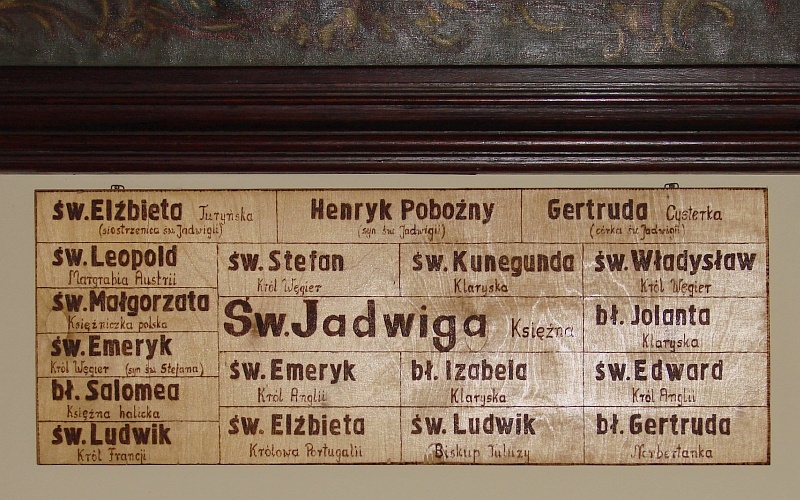 św.Elżbieta Turyńska
(siostrzenica św. Jadwigii)
Henryk Pobożny
(syn św. Jadwigii)
Gertruda Cysterka
(córka św. Jadwigii)
św.Leopold
Margrabia Austrii
św.Małgorzata
Księżniczka polska
św.Emeryk
Król Węgier (syn św. Stefana)
bł.Salomea
Księżna halicka
św.Ludwik
Król Francji
św.Stefan
Król Węgier
św.Kunegunda
Klaryska
św.Władysław
Król Węgier
Św.Jadwiga Księżna
bł. Jolanta
Klaryska
św.Emeryk
Król Anglii
bł. Izabela
Klaryska
św.Edward
Król Anglii
św. Elżbieta
Królowa Portugalii
św. Ludwik
Biskup Tuluzy
bł.Gertruda
Norbertanka